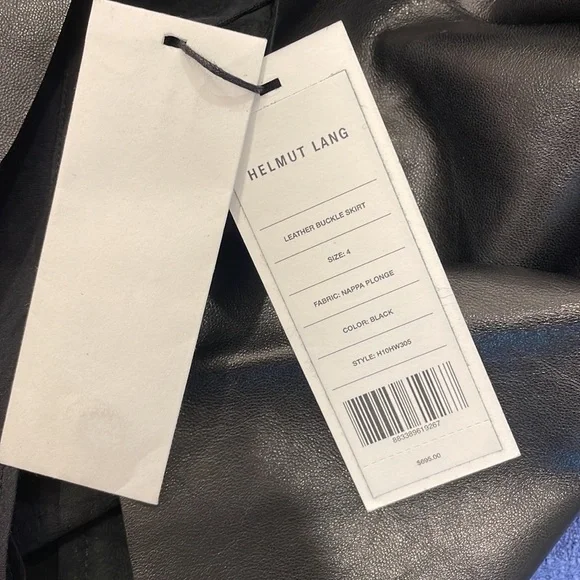 HELMUT LANG
LEATHER BUCKLE SKIRT
SIZE: 4
FABRIC: NAPPA PLONGE
COLOR: BLACK
STYLE: H10HW305
883389619267
$695.00